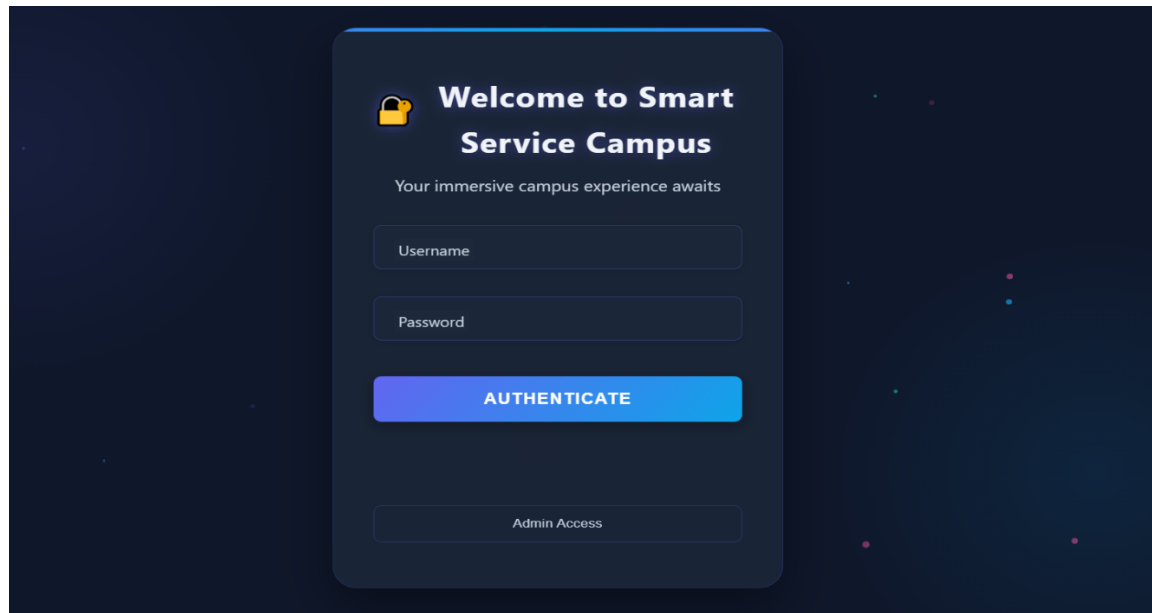 Welcome to Smart
Service Campus
Your immersive campus experience awaits
Username
Password
AUTHENTICATE
Admin Access